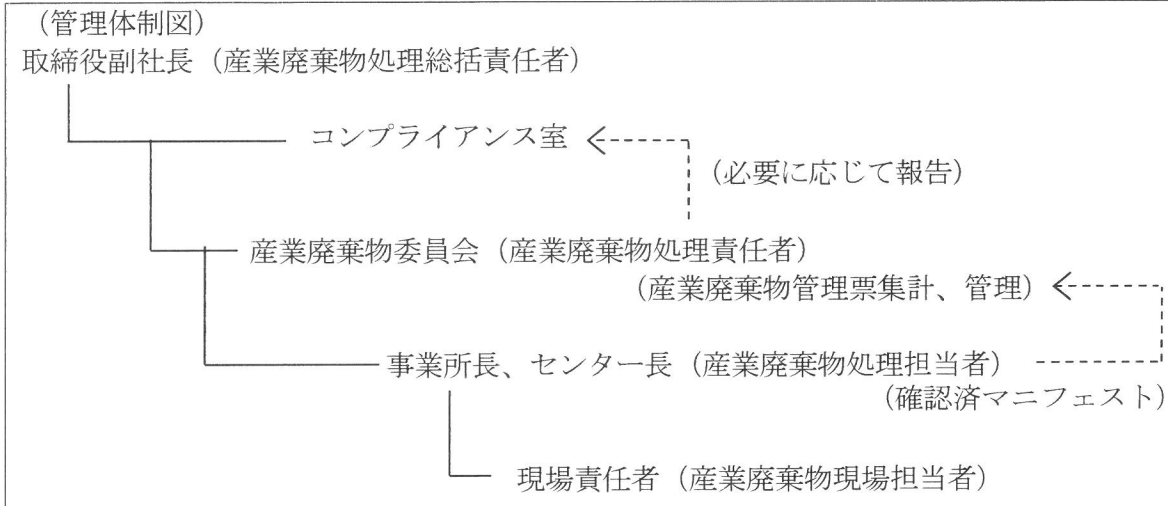 （管理体制図）
取締役副社長（産業廃棄物処理総括責任者）
コンプライアンス室
（必要に応じて報告）
産業廃棄物委員会（産業廃棄物処理責任者）
（産業廃棄物管理票集計、管理）
事業所長、センター長（産業廃棄物処理担当者）
（確認済マニフェスト）
現場責任者（産業廃棄物現場担当者）